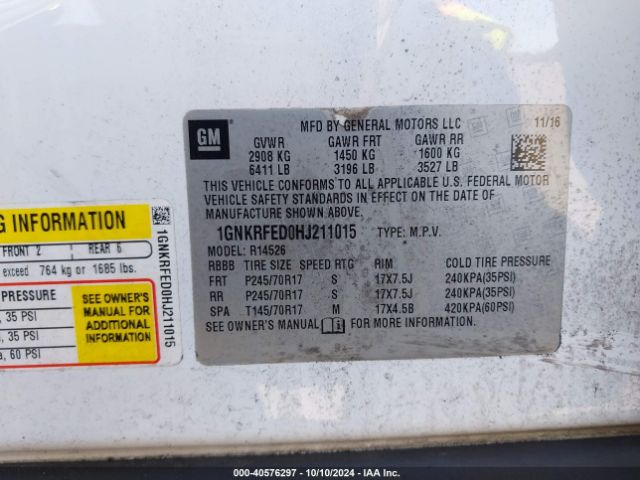 GM
MFD BY GENERAL MOTORS LLC
11/16
GVWR GAWR FRT GAWR RR
2908 KG 1450 KG 1600 KG
6411 LB 3196 LB 3527 LB
THIS VEHICLE CONFORMS TO ALL APPLICABLE U.S. FEDERAL MOTOR
VEHICLE SAFETY STANDARDS IN EFFECT ON THE DATE OF
MANUFACTURE SHOWN ABOVE.
1GNKRFED0HJ211015 TYPE: M.P.V.
MODEL: R14526
RBBB TIRE SIZE SPEED RTG RIM COLD TIRE PRESSURE
FRT P245/70R17 S 17X7.5J 240KPA(35PSI)
RR P245/70R17 S 17X7.5J 240KPA(35PSI)
SPA T145/70R17 M 17X4.5B 420KPA(60PSI)
SEE OWNER'S MANUAL FOR MORE INFORMATION.
G INFORMATION
FRONT 2 REAR 6
exceed 764 kg or 1685 lbs.
PRESSURE
, 35 PSI
, 35 PSI
a, 60 PSI
SEE OWNER'S
MANUAL FOR
ADDITIONAL
INFORMATION
1GNKRFED0HJ211015
000-40576297 - 10/10/2024 - IAA Inc.